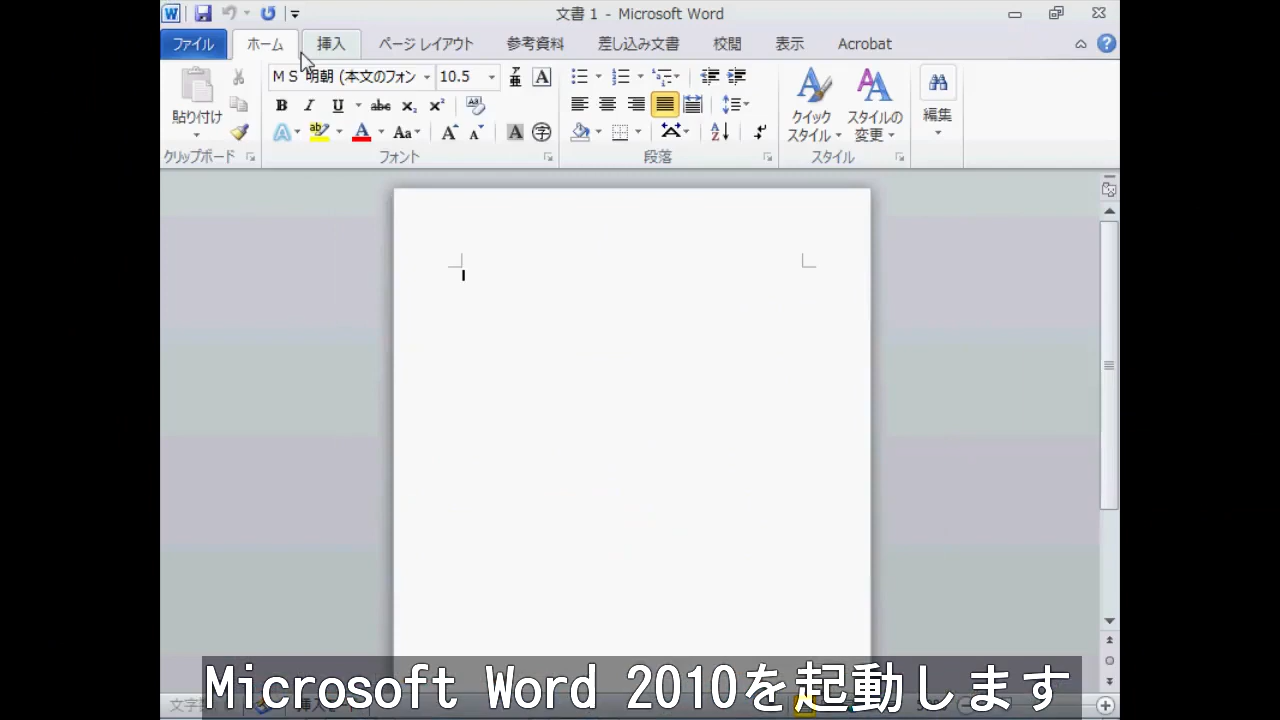 文書 1 - Microsoft Word
ファイル ホーム 挿入 ページ レイアウト 参考資料 差し込み文書 校閲 表示 Acrobat
ＭＳ 明朝 (本文のフォン 10.5
貼り付け
クイック スタイル
スタイルの 変更
編集
クリップボード フォント 段落 スタイル
Microsoft Word 2010を起動します